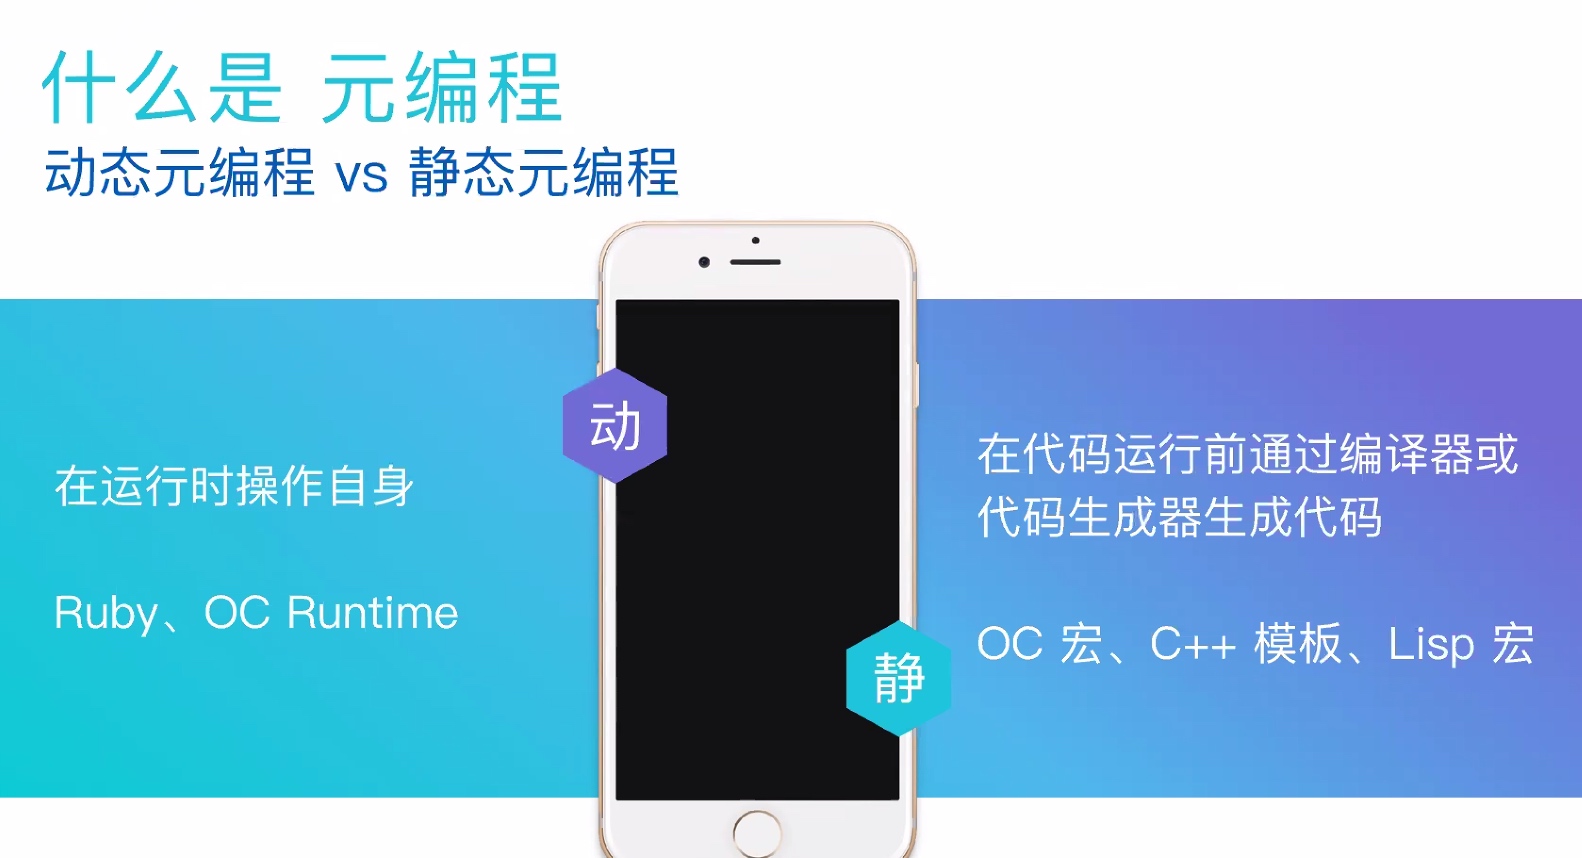 什么是 元编程
动态元编程 vs 静态元编程
动
在运行时操作自身
Ruby、OC Runtime
在代码运行前通过编译器或
代码生成器生成代码
OC 宏、C++ 模板、Lisp 宏
静